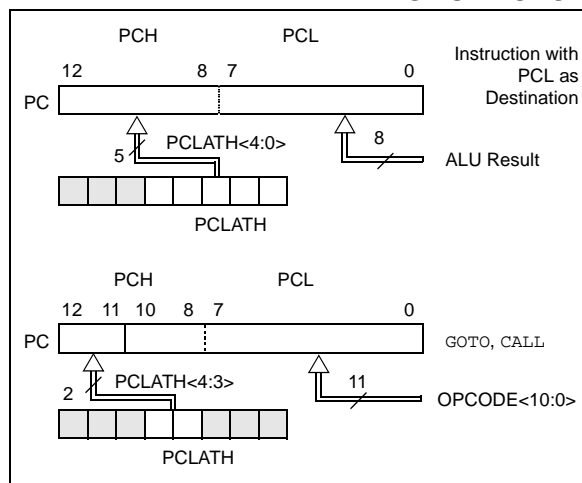 PCH PCL
Instruction with
PCL as
Destination
12 8 7 0
PC
5 PCLATH<4:0> 8
ALU Result
PCLATH
PCH PCL
12 11 10 8 7 0
PC GOTO, CALL
2 PCLATH<4:3> 11
OPCODE<10:0>
PCLATH